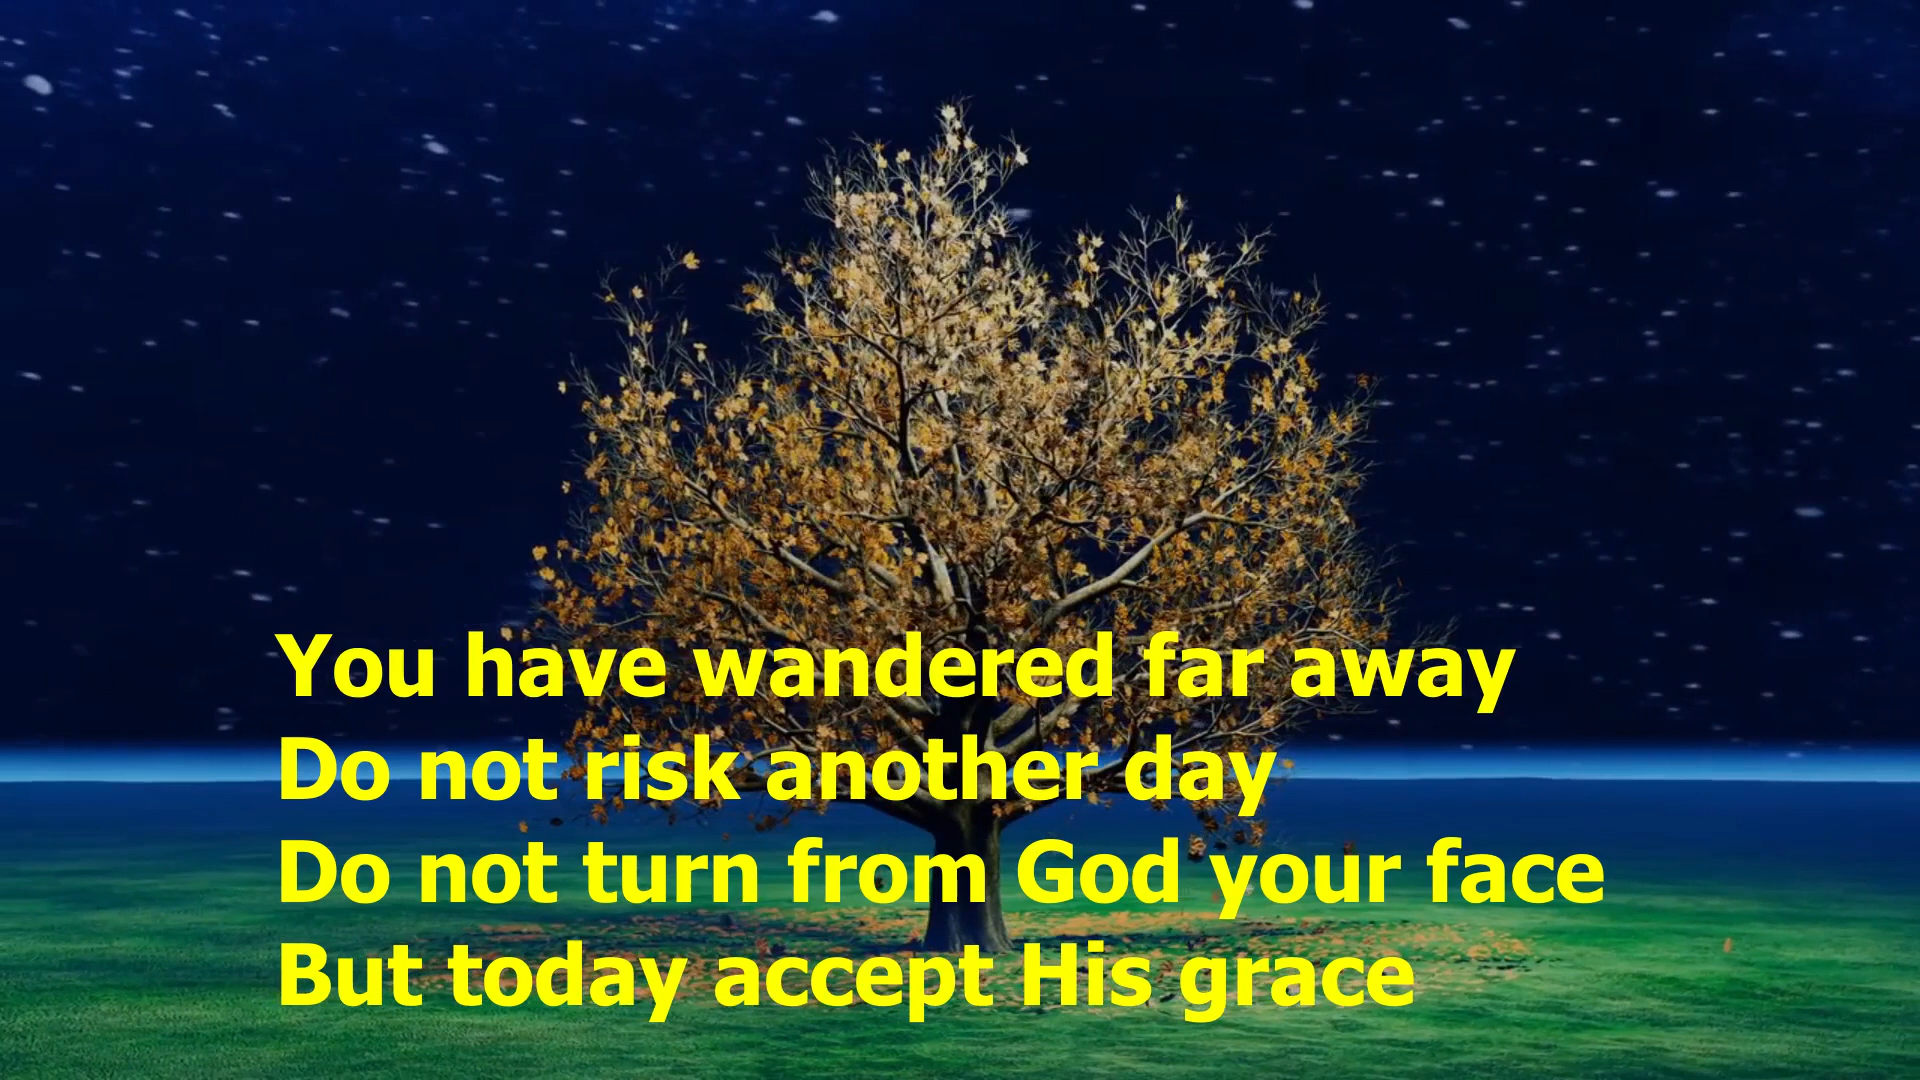 You have wandered far away
Do not risk another day
Do not turn from God your face
But today accept His grace